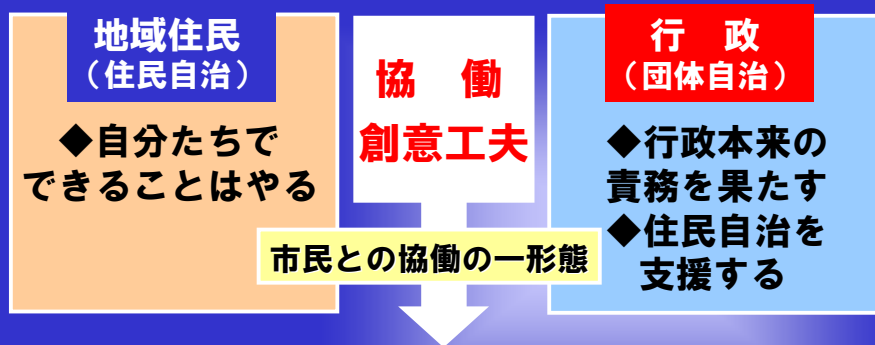 地域住民
（住民自治）
◆自分たちで
できることはやる
協　働
創意工夫
市民との協働の一形態
行　政
（団体自治）
◆行政本来の
責務を果たす
◆住民自治を
支援する